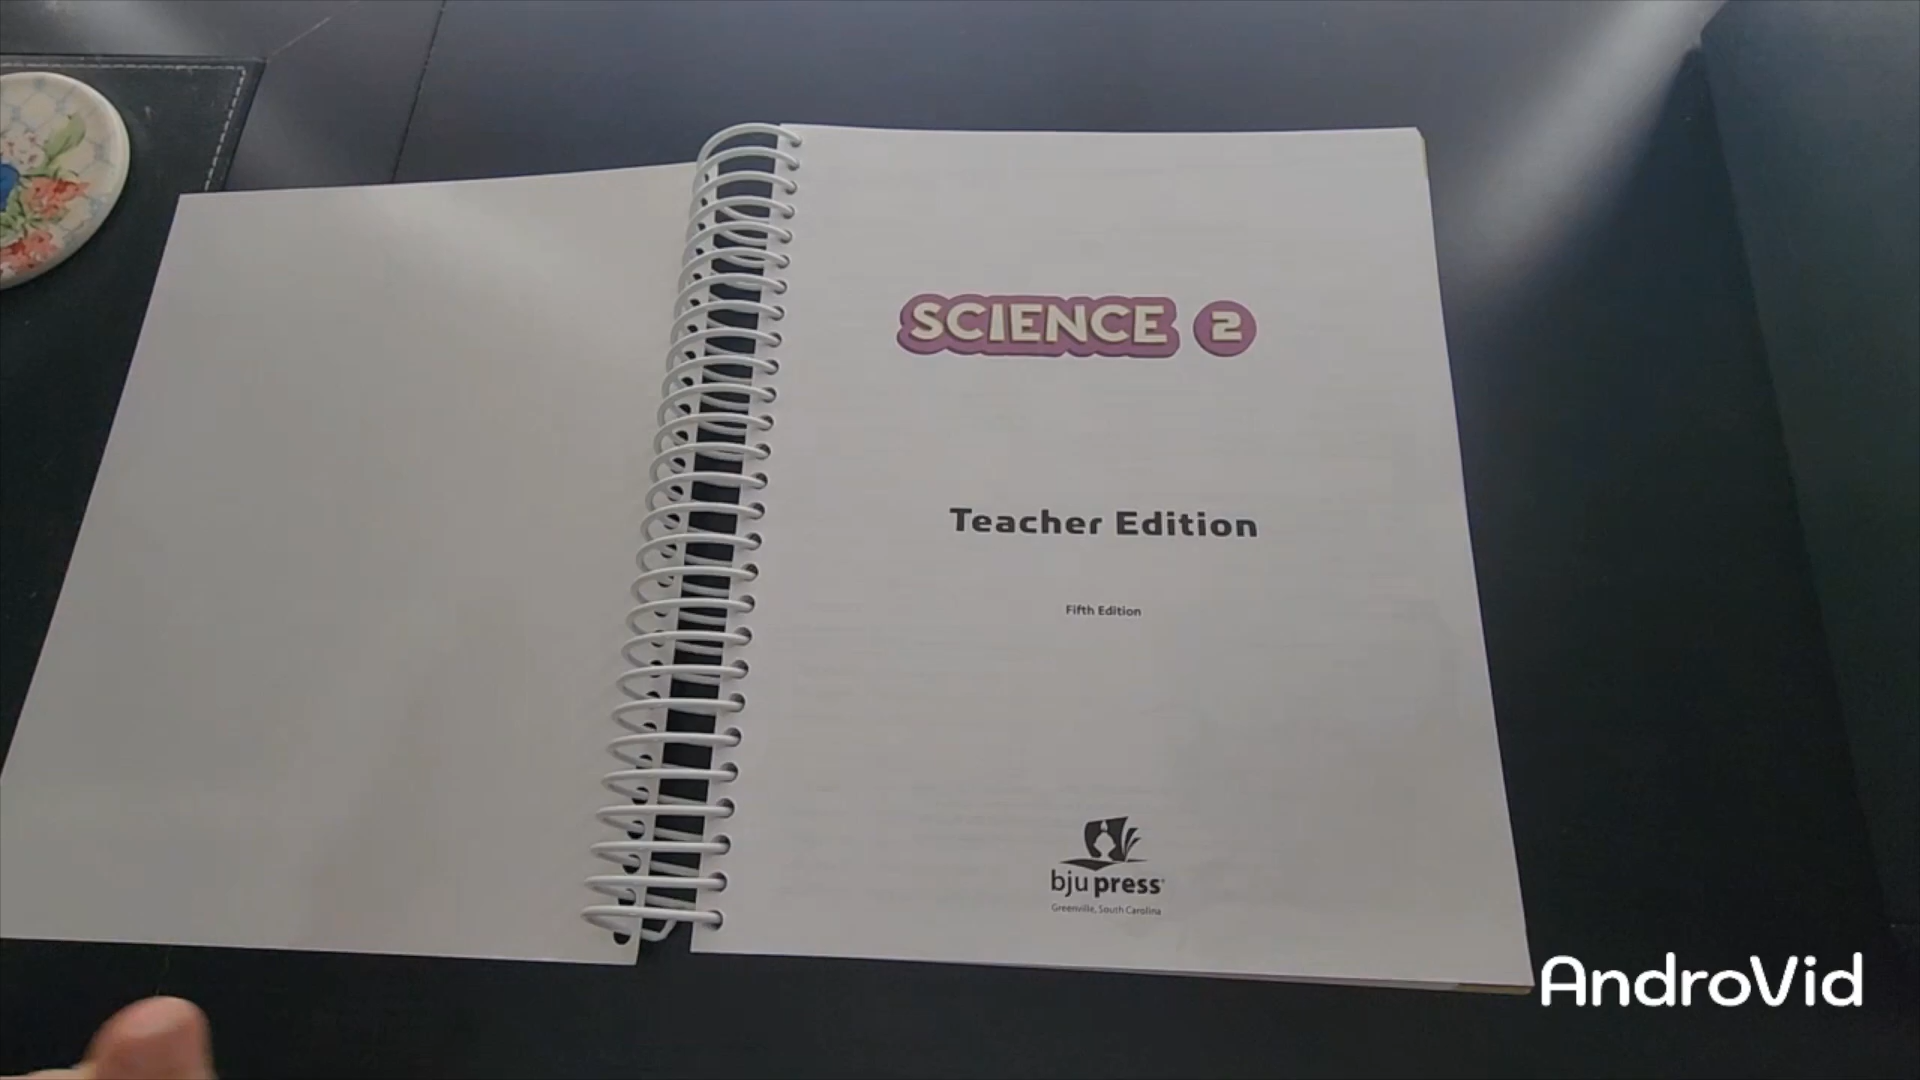 SCIENCE 2
Teacher Edition
Fifth Edition
bju press
Greenville, South Carolina
AndroVid